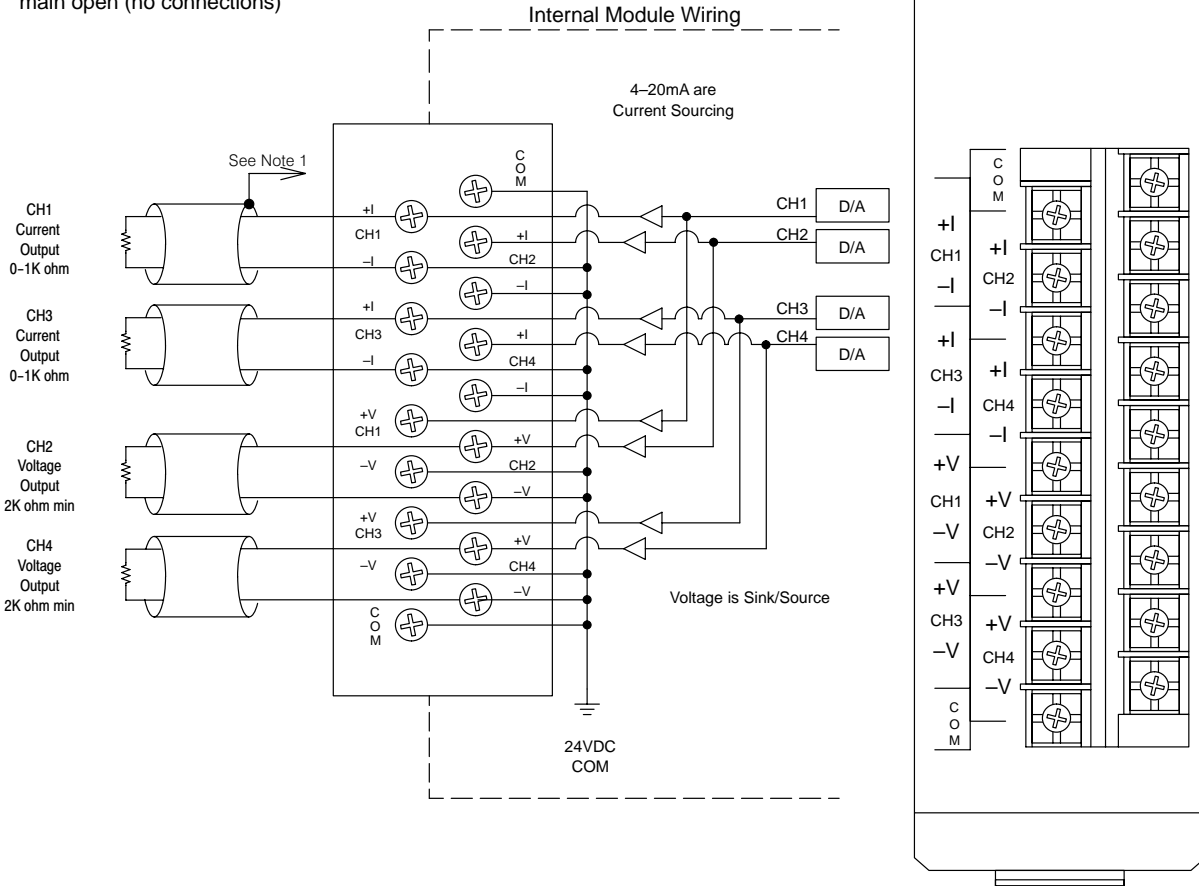 main open (no connections)
Internal Module Wiring
4–20mA are
Current Sourcing
See Note 1
CH1
Current
Output
0–1K ohm
CH3
Current
Output
0–1K ohm
CH2
Voltage
Output
2K ohm min
CH4
Voltage
Output
2K ohm min
C
O
M
+I
CH1
–I
+I
CH2
–I
+I
CH3
–I
+I
CH4
–I
+V
CH1
–V
+V
CH2
–V
+V
CH3
–V
+V
CH4
–V
C
O
M
CH1
D/A
CH2
D/A
CH3
D/A
CH4
D/A
Voltage is Sink/Source
24VDC
COM
C
O
M
+I
CH1
–I
+I
CH2
–I
+I
CH3
–I
+I
CH4
–I
+V
CH1
–V
+V
CH2
–V
+V
CH3
–V
+V
CH4
–V
C
O
M